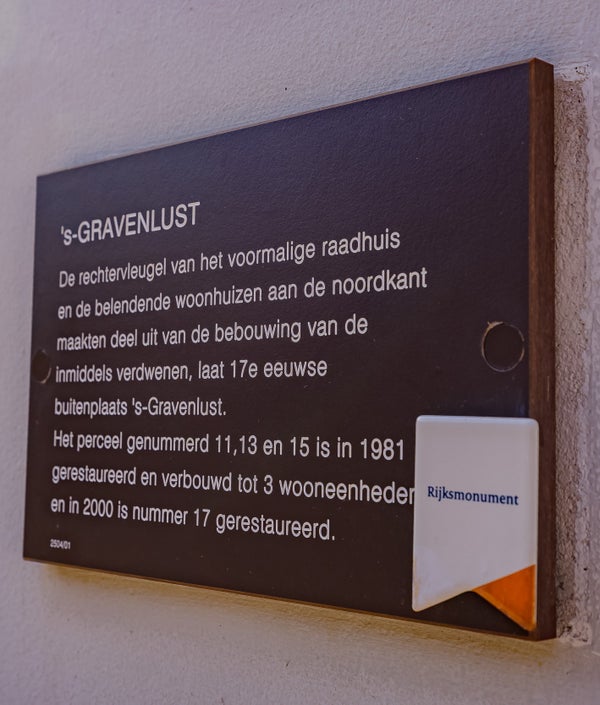 's-GRAVENLUST
De rechtervleugel van het voormalige raadhuis
en de belendende woonhuizen aan de noordkant
maakten deel uit van de bebouwing van de
inmiddels verdwenen, laat 17e eeuwse
buitenplaats 's-Gravenlust.
Het perceel genummerd 11,13 en 15 is in 1981
gerestaureerd en verbouwd tot 3 wooneenheden
en in 2000 is nummer 17 gerestaureerd.
2504/01
Rijksmonument